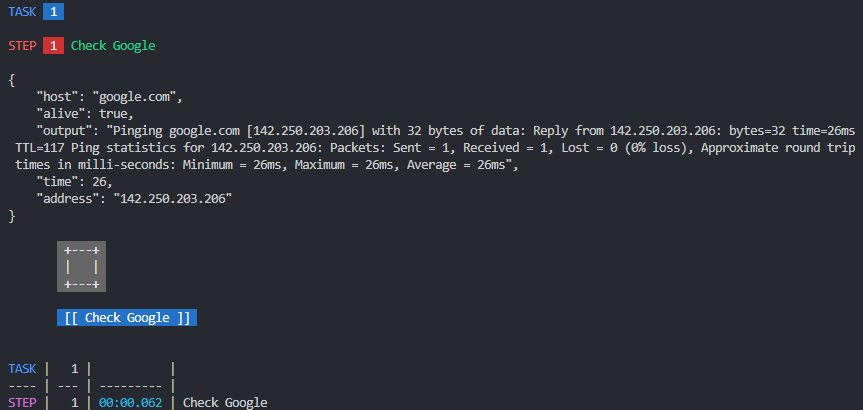 TASK 1
STEP 1 Check Google
{
    "host": "google.com",
    "alive": true,
    "output": "Pinging google.com [142.250.203.206] with 32 bytes of data: Reply from 142.250.203.206: bytes=32 time=26ms
 TTL=117 Ping statistics for 142.250.203.206: Packets: Sent = 1, Received = 1, Lost = 0 (0% loss), Approximate round trip
times in milli-seconds: Minimum = 26ms, Maximum = 26ms, Average = 26ms",
    "time": 26,
    "address": "142.250.203.206"
}
+---+
|   |
+---+
[[ Check Google ]]
TASK |   1 |           |
---- | --- | --------- |
STEP |   1 | 00:00.062 | Check Google